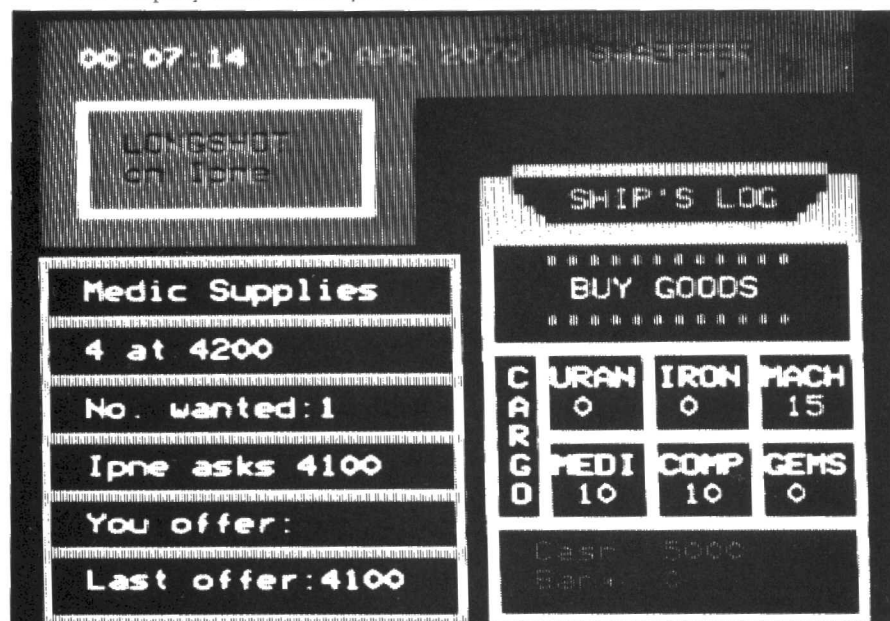 00:07:14 10 APR 2070
LONGSHOT
on Ipne
Medic Supplies
4 at 4200
No. wanted:1
Ipne asks 4100
You offer:
Last offer:4100
SHIP'S LOG
BUY GOODS
CARGO
URAN IRON MACH
0 0 15
MEDI COMP GEMS
10 10 0
Cash 5000
Bank 0